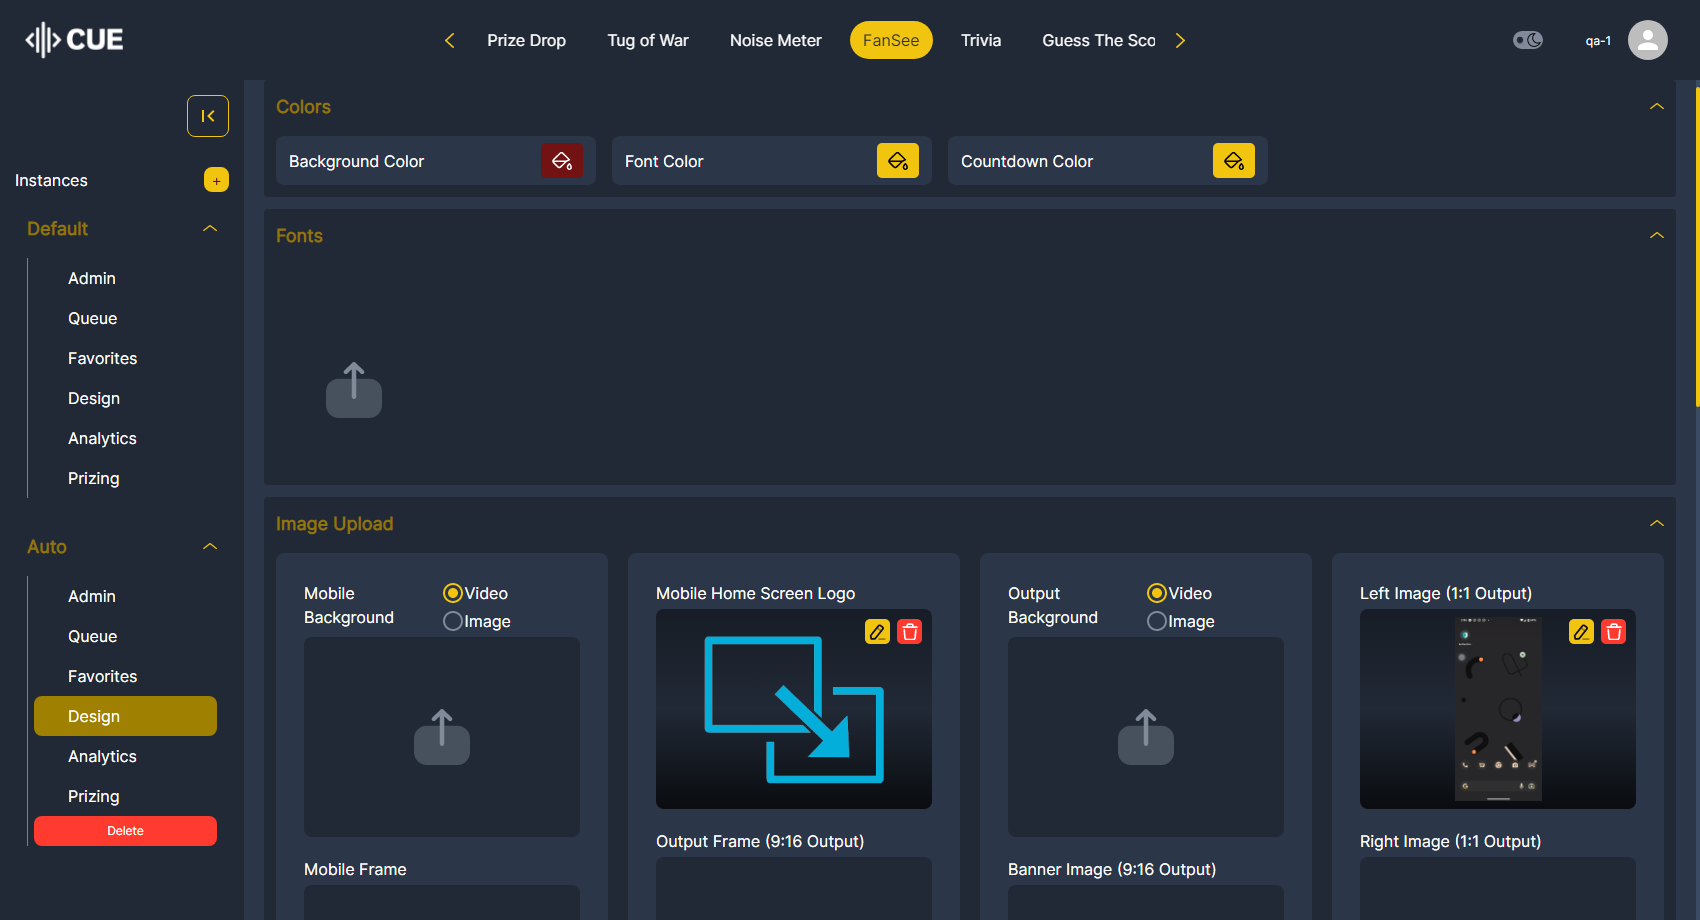 CUE
Prize Drop
Tug of War
Noise Meter
FanSee
Trivia
Guess The Sco
qa-1
Instances
+
Default
Admin
Queue
Favorites
Design
Analytics
Prizing
Auto
Admin
Queue
Favorites
Design
Analytics
Prizing
Delete
Colors
Background Color
Font Color
Countdown Color
Fonts
Image Upload
Mobile
Background
Video
Image
Mobile Frame
Mobile Home Screen Logo
Output Frame (9:16 Output)
Output
Background
Video
Image
Banner Image (9:16 Output)
Left Image (1:1 Output)
Right Image (1:1 Output)